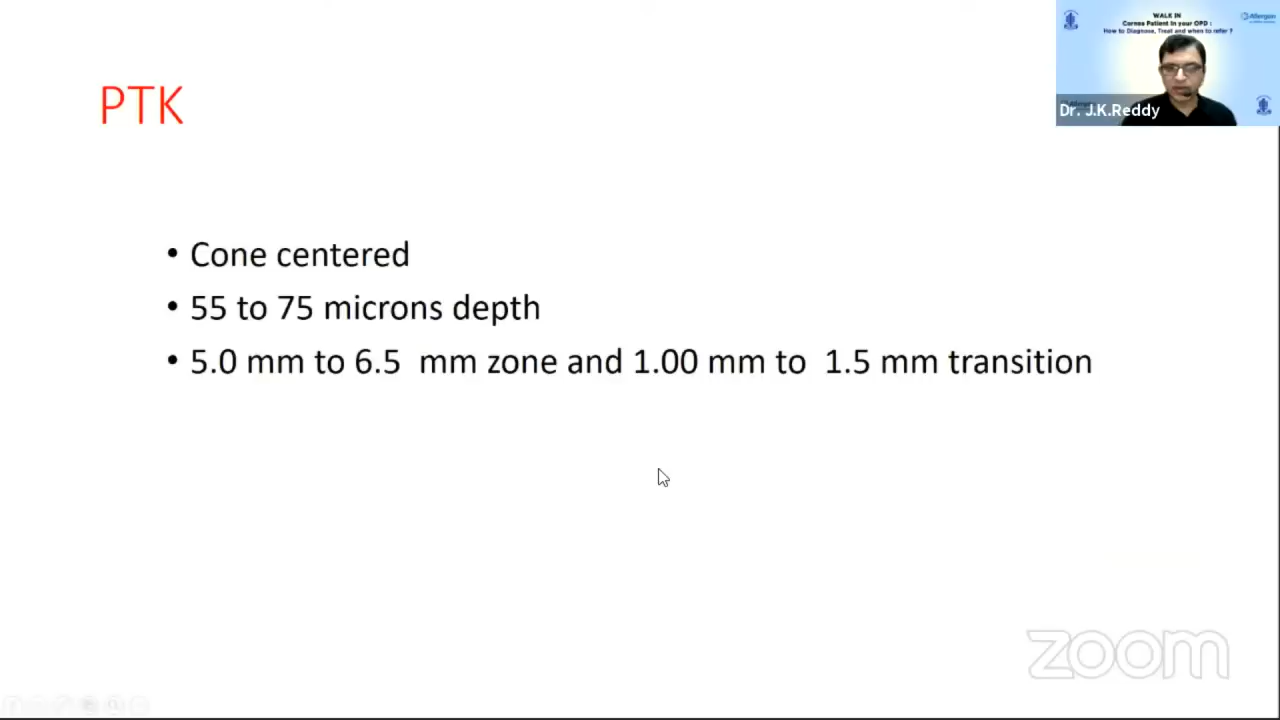 PTK
• Cone centered
• 55 to 75 microns depth
• 5.0 mm to 6.5 mm zone and 1.00 mm to 1.5 mm transition
WALK IN
Cornea Patient in your OPD :
How to Diagnose, Treat and when to refer ?
Allergan
Dr. J.K.Reddy
zoom